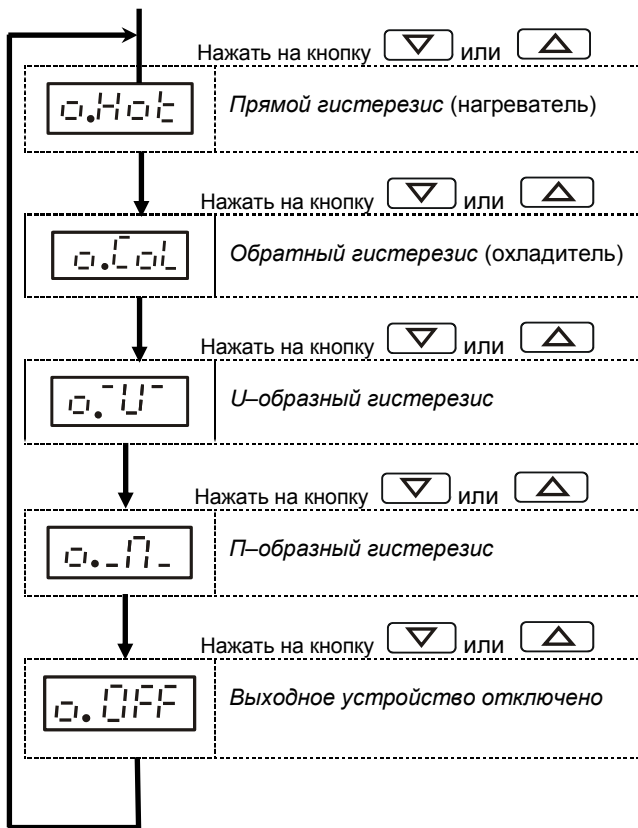 Нажать на кнопку ▽ или △
o.Hot
Прямой гистерезис (нагреватель)
Нажать на кнопку ▽ или △
o.CoL
Обратный гистерезис (охладитель)
Нажать на кнопку ▽ или △
o.¯U¯
U–образный гистерезис
Нажать на кнопку ▽ или △
o._П_
П–образный гистерезис
Нажать на кнопку ▽ или △
o.OFF
Выходное устройство отключено